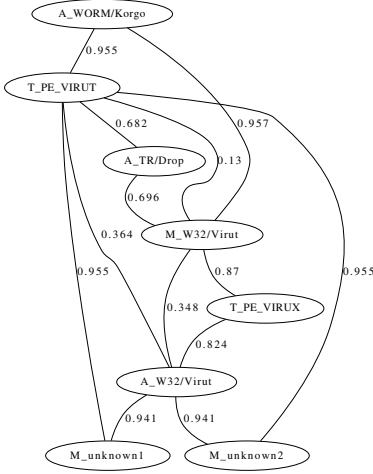 A_WORM/Korgo
0.955
T_PE_VIRUT
0.682
0.957
A_TR/Drop
0.13
0.696
0.364
M_W32/Virut
0.955
0.87
0.955
0.348
T_PE_VIRUX
0.824
A_W32/Virut
0.941
0.941
M_unknown1
M_unknown2